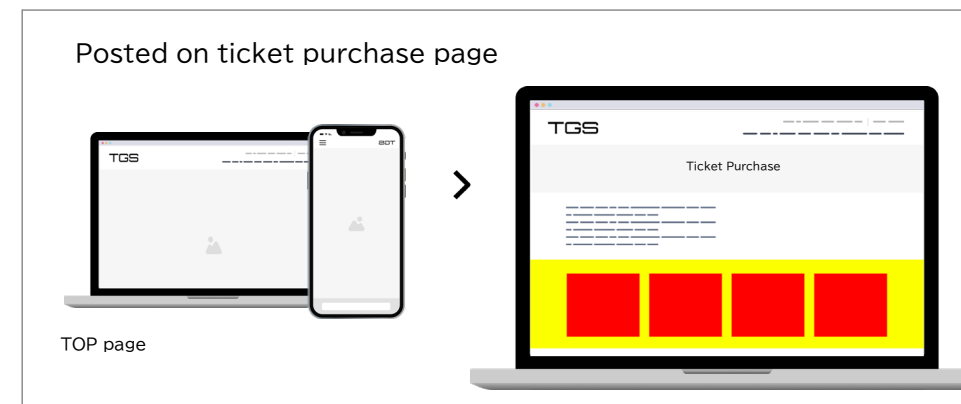 Posted on ticket purchase page
TGS
TGS
Ticket Purchase
TOP page